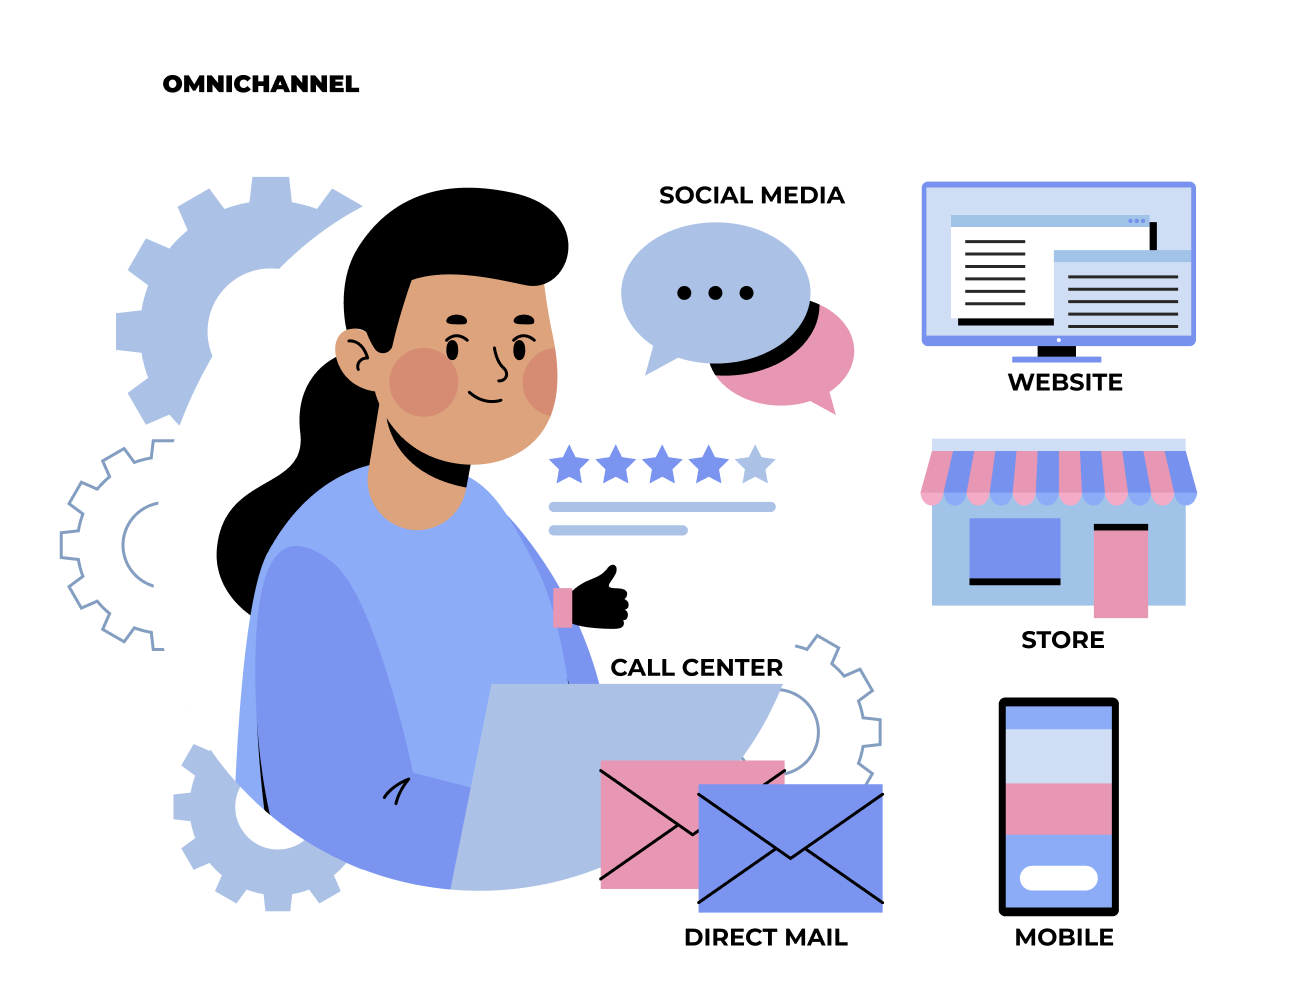 OMNICHANNEL
SOCIAL MEDIA
WEBSITE
STORE
CALL CENTER
DIRECT MAIL
MOBILE